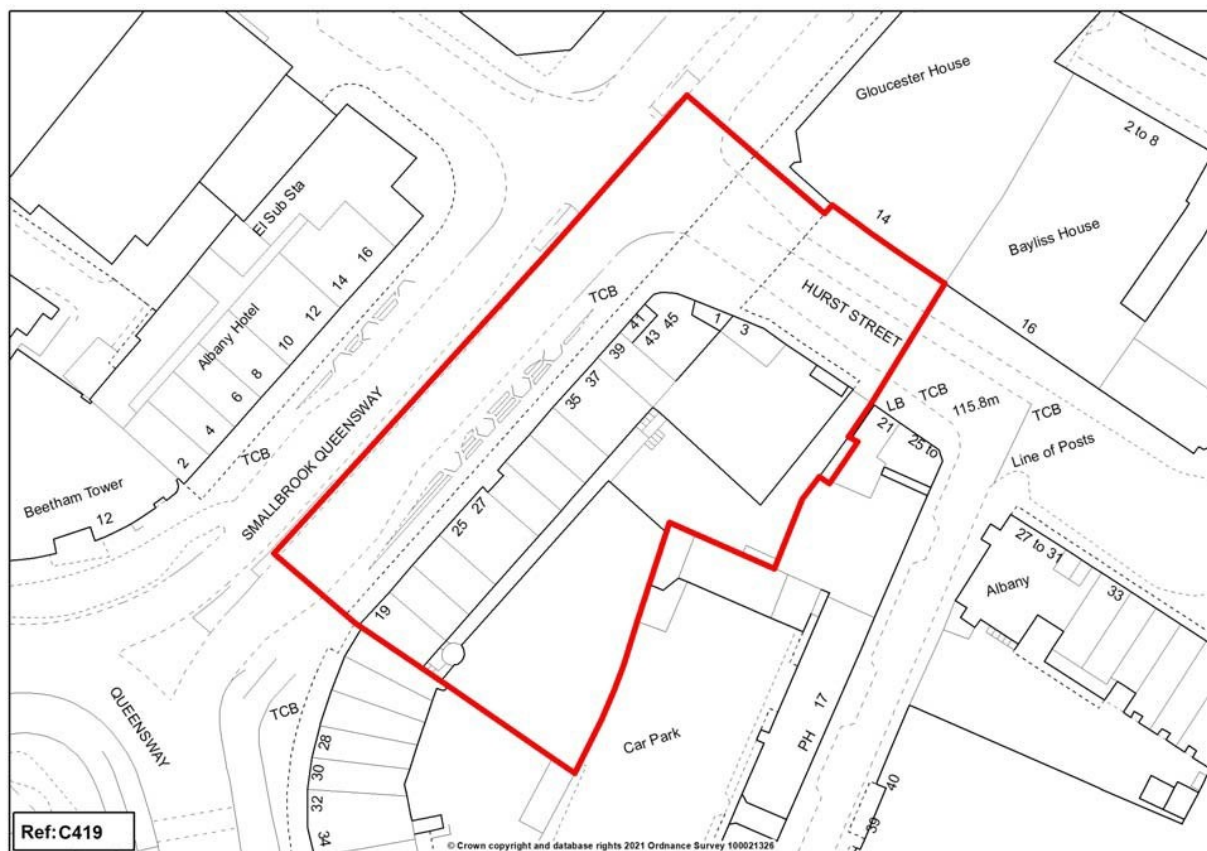 Gloucester House
2 to 8
El Sub Sta
16
14
12
10
8
6
4
2
Albany Hotel
14
Bayliss House
HURST STREET
16
TCB
41
45
43
39
37
35
1
3
SMALLBROOK QUEENSWAY
TCB
Beetham Tower
12
LB
TCB
115.8m
TCB
21
25 to
Line of Posts
25
27
19
27 to 31
Albany
33
QUEENSWAY
TCB
28
30
32
34
Car Park
PH
17
40
39
Ref:C419
© Crown copyright and database rights 2021 Ordnance Survey 100021326